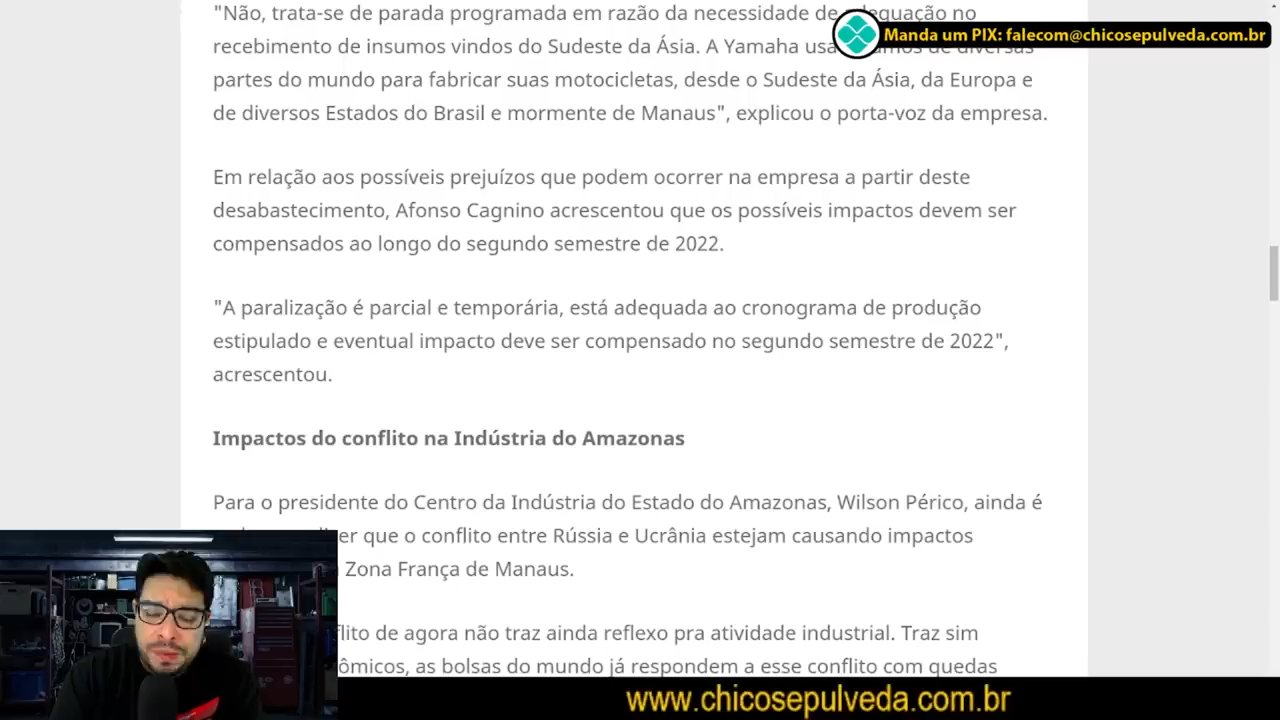 "Não, trata-se de parada programada em razão da necessidade de adequação no
Manda um PIX: falecom@chicosepulveda.com.br
recebimento de insumos vindos do Sudeste da Ásia. A Yamaha usa de diversas
partes do mundo para fabricar suas motocicletas, desde o Sudeste da Ásia, da Europa e
de diversos Estados do Brasil e mormente de Manaus", explicou o porta-voz da empresa.
Em relação aos possíveis prejuízos que podem ocorrer na empresa a partir deste
desabastecimento, Afonso Cagnino acrescentou que os possíveis impactos devem ser
compensados ao longo do segundo semestre de 2022.
"A paralização é parcial e temporária, está adequada ao cronograma de produção
estipulado e eventual impacto deve ser compensado no segundo semestre de 2022",
acrescentou.
Impactos do conflito na Indústria do Amazonas
Para o presidente do Centro da Indústria do Estado do Amazonas, Wilson Périco, ainda é
que o conflito entre Rússia e Ucrânia estejam causando impactos
Zona França de Manaus.
de agora não traz ainda reflexo pra atividade industrial. Traz sim
as bolsas do mundo já respondem a esse conflito com quedas
www.chicosepulveda.com.br